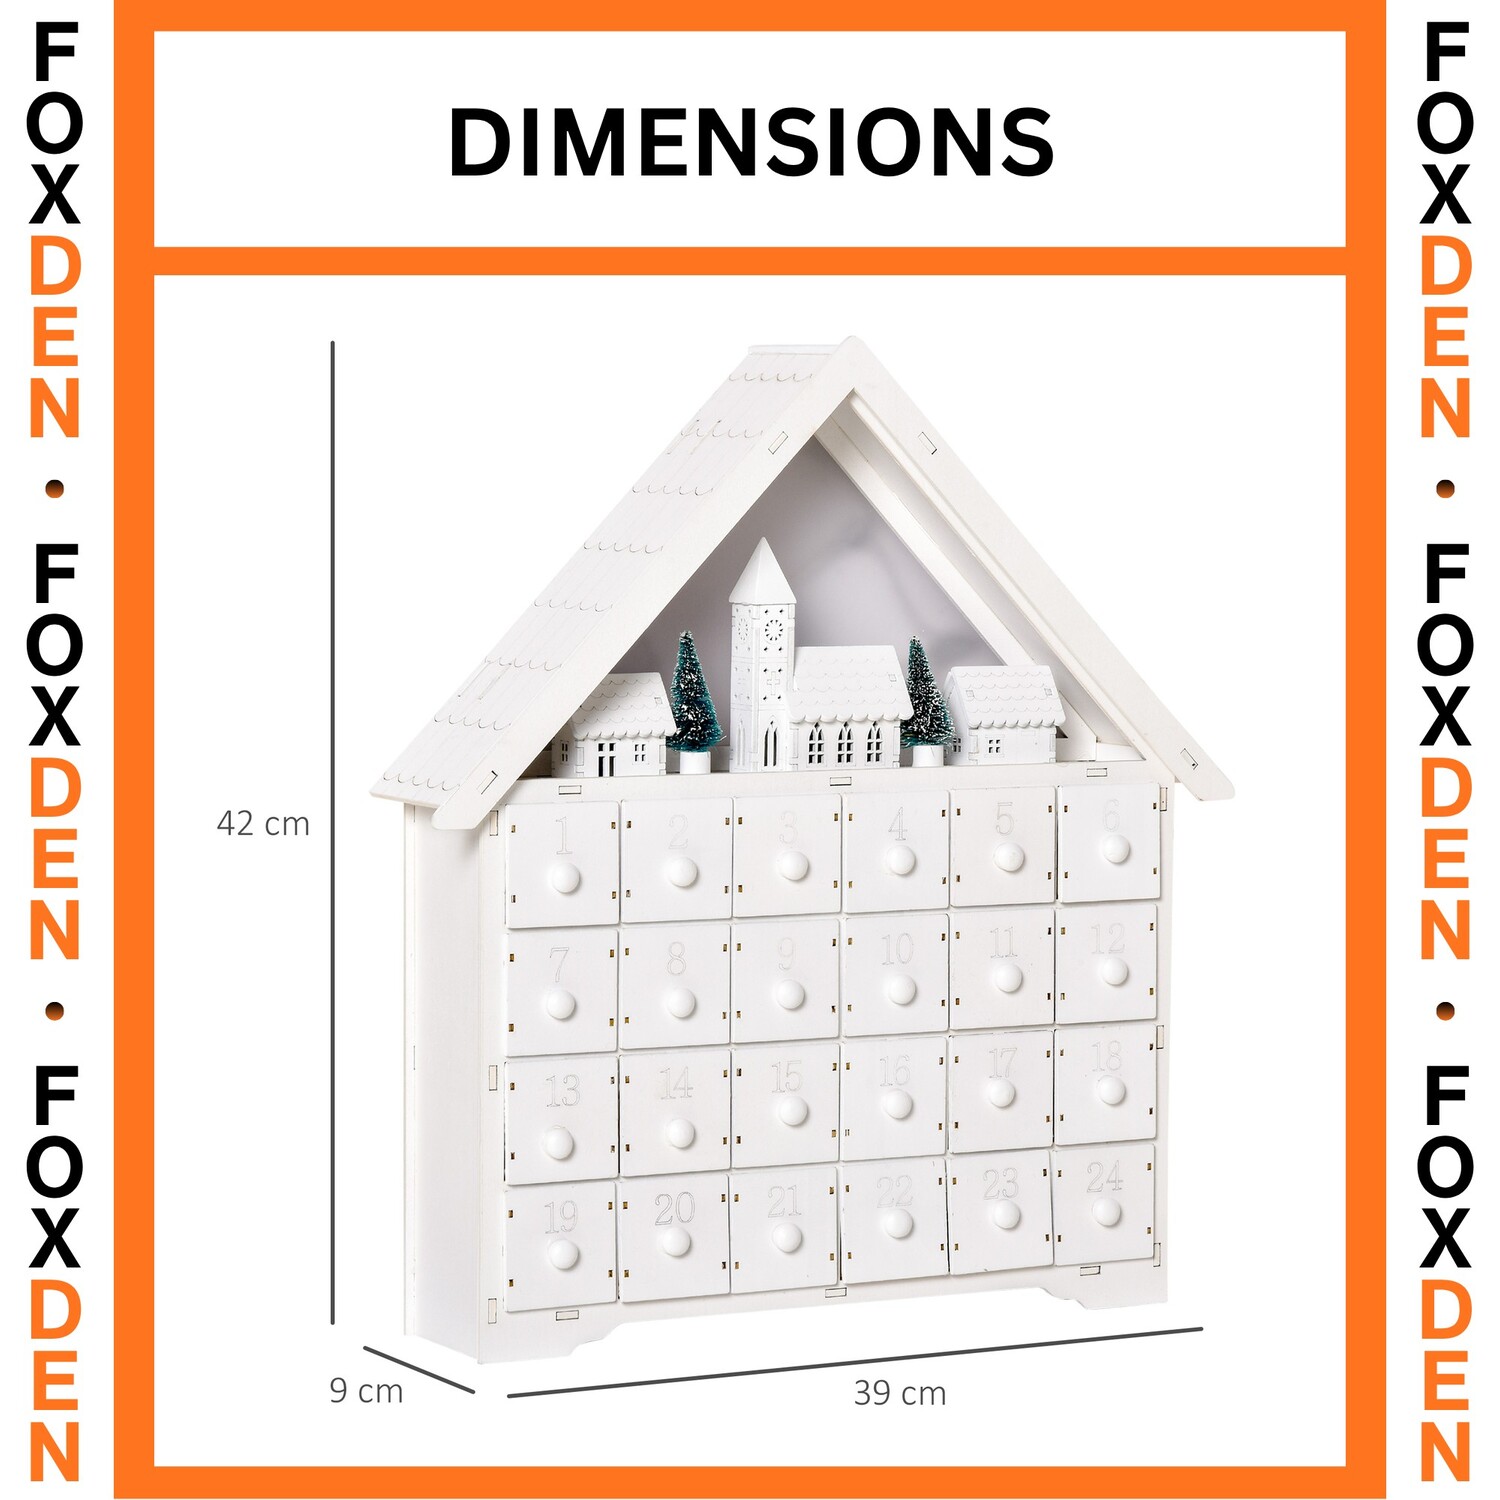 FOXDEN • FOXDEN • FOXDEN
DIMENSIONS
42 cm
1 2 3 4 5 6
7 8 9 10 11 12
13 14 15 16 17 18
19 20 21 22 23 24
9 cm
39 cm
FOXDEN • FOXDEN • FOXDEN